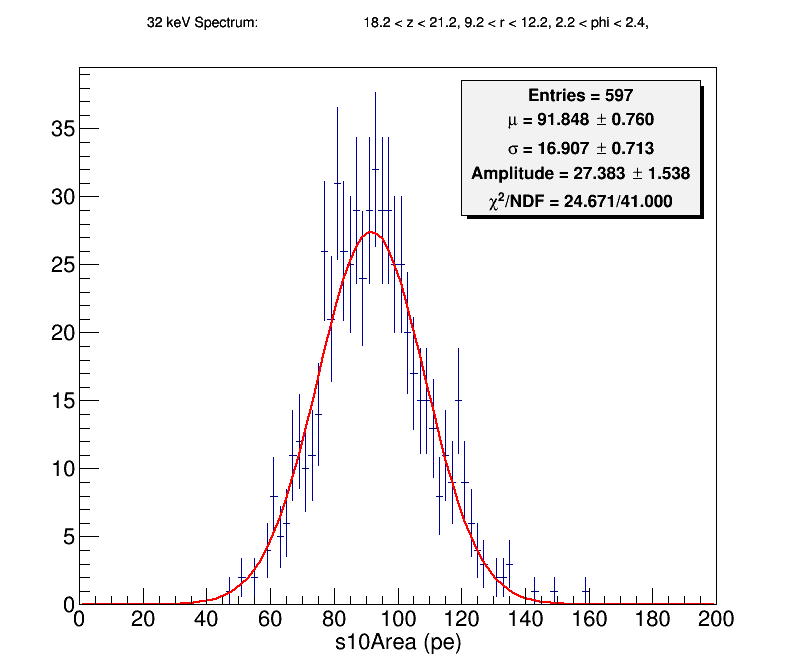 32 keV Spectrum: 18.2 < z < 21.2, 9.2 < r < 12.2, 2.2 < phi < 2.4,
Entries = 597
μ = 91.848 ± 0.760
σ = 16.907 ± 0.713
Amplitude = 27.383 ± 1.538
χ²/NDF = 24.671/41.000
35
30
25
20
15
10
5
0
0 20 40 60 80 100 120 140 160 180 200
s10Area (pe)